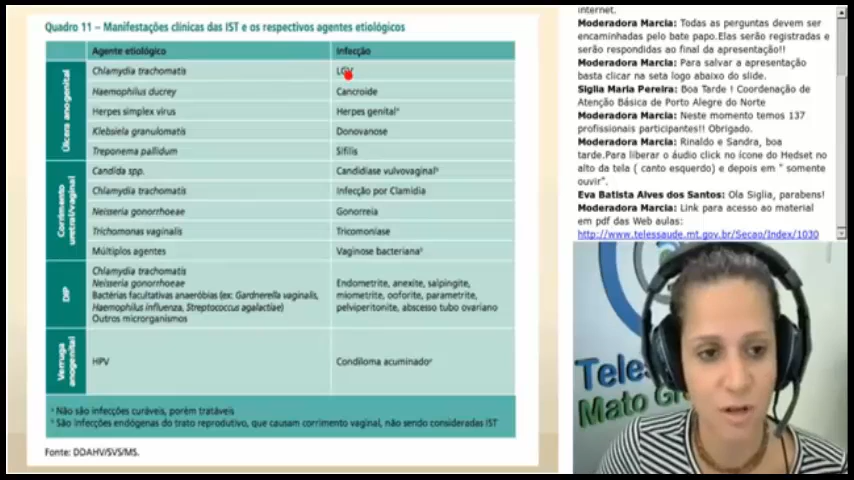 Quadro 11 – Manifestações clínicas das IST e os respectivos agentes etiológicos
Agente etiológico
Infecção
Úlcera anogenital
Chlamydia trachomatis
LGV
Haemophilus ducrey
Cancroide
Herpes simplex virus
Herpes genitalᵃ
Klebsiela granulomatis
Donovanose
Treponema pallidum
Sífilis
Corrimento
uretral/vaginal
Candida spp.
Candidíase vulvovaginalᵇ
Chlamydia trachomatis
Infecção por Clamídia
Neisseria gonorrhoeae
Gonorreia
Trichomonas vaginalis
Tricomoníase
Múltiplos agentes
Vaginose bacterianaᵇ
DIP
Chlamydia trachomatis
Neisseria gonorrhoeae
Bactérias facultativas anaeróbias (ex: Gardnerella vaginalis,
Haemophilus influenza, Streptococcus agalactiae)
Outros microrganismos
Endometrite, anexite, salpingite,
miometrite, ooforite, parametrite,
pelviperitonite, abscesso tubo ovariano
Verruga
anogenital
HPV
Condiloma acuminadoᵃ
ᵃ Não são infecções curáveis, porém tratáveis
ᵇ São infecções endógenas do trato reprodutivo, que causam corrimento vaginal, não sendo consideradas IST
Fonte: DDAHV/SVS/MS.
internet.
Moderadora Marcia: Todas as perguntas devem ser
encaminhadas pelo bate papo.Elas serão registradas e
serão respondidas ao final da apresentação!!
Moderadora Marcia: Para salvar a apresentação
basta clicar na seta logo abaixo do slide.
Siglia Maria Pereira: Boa Tarde ! Coordenação de
Atenção Básica de Porto Alegre do Norte
Moderadora Marcia: Neste momento temos 137
profissionais participantes!! Obrigado.
Moderadora Marcia: Rinaldo e Sandra, boa
tarde.Para liberar o áudio click no ícone do Hedset no
alto da tela ( canto esquerdo) e depois em " somente
ouvir".
Eva Batista Alves dos Santos: Ola Siglia, parabens!
Moderadora Marcia: Link para acesso ao material
em pdf das Web aulas:
http://www.telessaude.mt.gov.br/Secao/Index/1030
Teles
Mato Gr